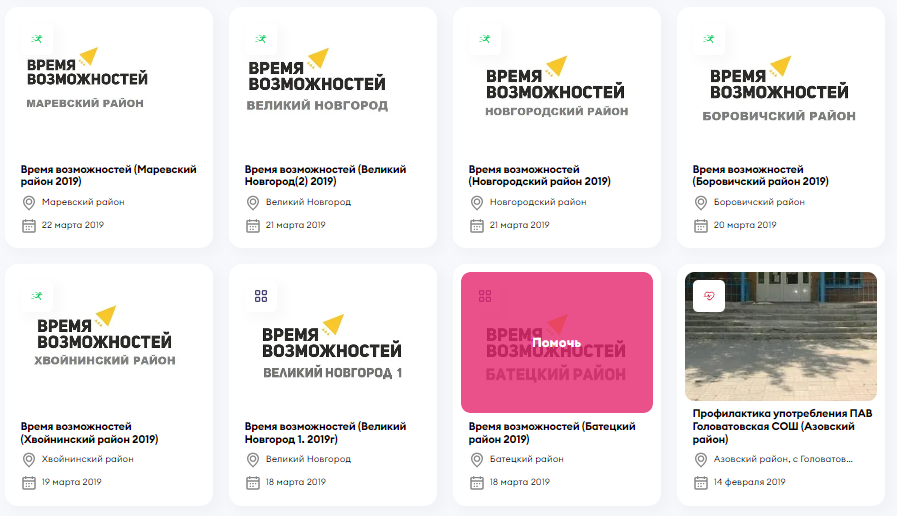 ВРЕМЯ
ВОЗМОЖНОСТЕЙ
МАРЕВСКИЙ РАЙОН
Время возможностей (Маревский
район 2019)
Маревский район
22 марта 2019
ВРЕМЯ
ВОЗМОЖНОСТЕЙ
ВЕЛИКИЙ НОВГОРОД
Время возможностей (Великий
Новгород(2) 2019)
Великий Новгород
21 марта 2019
ВРЕМЯ
ВОЗМОЖНОСТЕЙ
НОВГОРОДСКИЙ РАЙОН
Время возможностей
(Новгородский район 2019)
Новгородский район
21 марта 2019
ВРЕМЯ
ВОЗМОЖНОСТЕЙ
БОРОВИЧСКИЙ РАЙОН
Время возможностей
(Боровичский район 2019)
Боровичский район
20 марта 2019
ВРЕМЯ
ВОЗМОЖНОСТЕЙ
ХВОЙНИНСКИЙ РАЙОН
Время возможностей
(Хвойнинский район 2019)
Хвойнинский район
19 марта 2019
ВРЕМЯ
ВОЗМОЖНОСТЕЙ
ВЕЛИКИЙ НОВГОРОД 1
Время возможностей (Великий
Новгород 1. 2019г)
Великий Новгород
18 марта 2019
ВРЕМЯ
Помочь
ВОЗМОЖНОСТЕЙ
БАТЕЦКИЙ РАЙОН
Время возможностей (Батецкий
район 2019)
Батецкий район
18 марта 2019
Профилактика употребления ПАВ
Головатовская СОШ (Азовский
район)
Азовский район, с Головатов...
14 февраля 2019